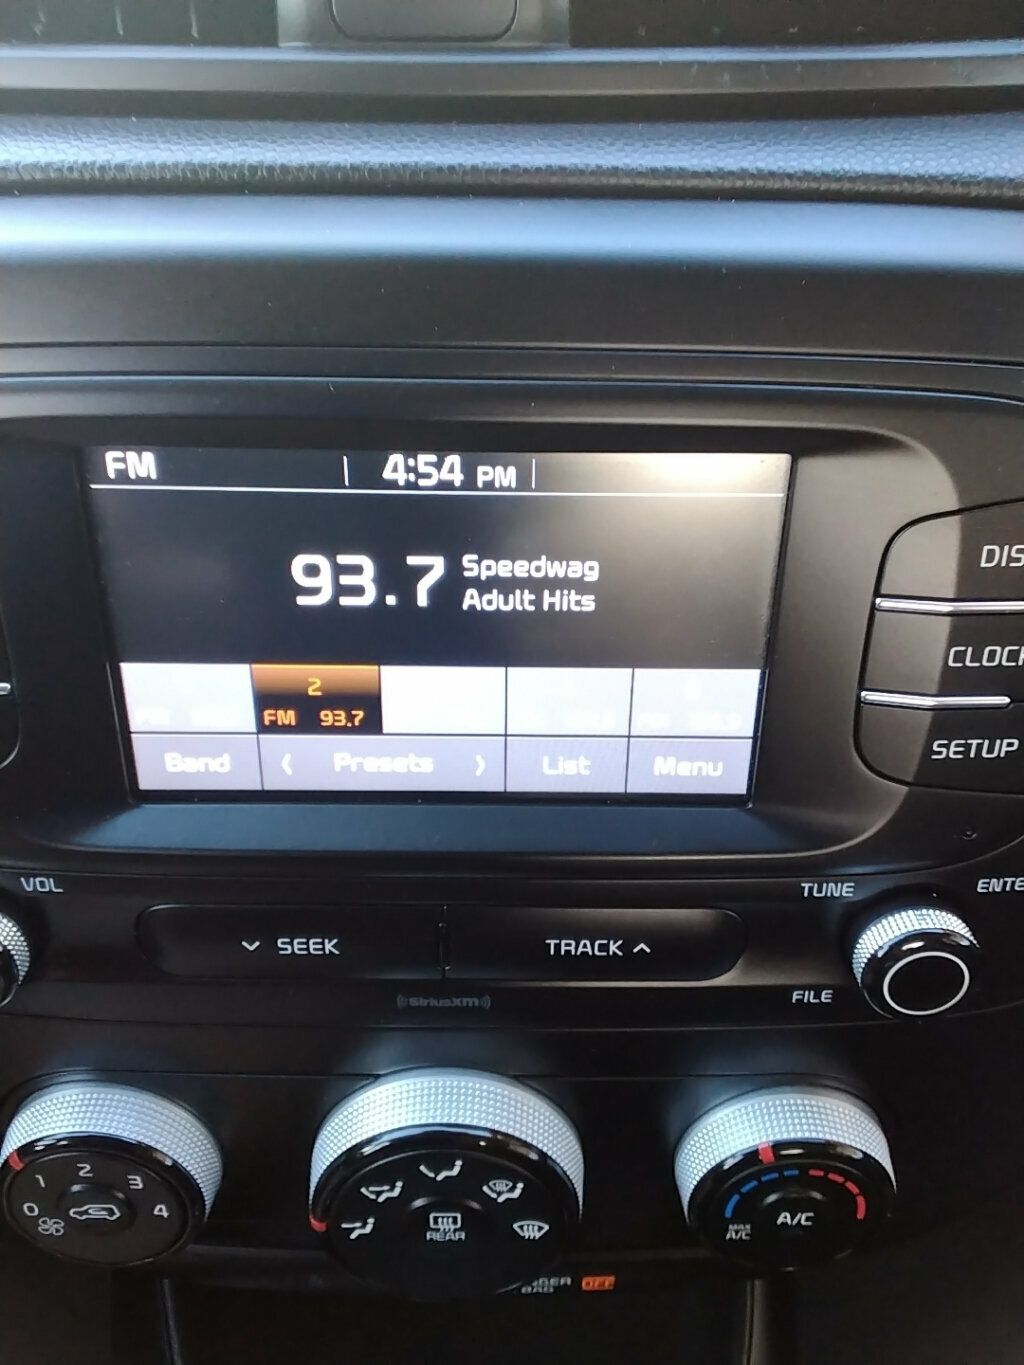 FM 4:54 PM
93.7 Speedwag
Adult Hits
2
FM 93.7
Band Presets List Menu
DIS
CLOCK
SETUP
VOL
TUNE
ENTE
SEEK
TRACK
FILE
((SiriusXM))
0 1 2 3 4
REAR
MAX A/C
A/C
OFF